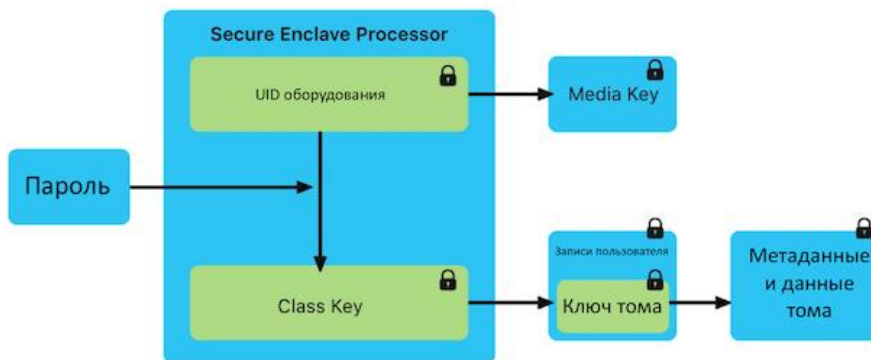 Secure Enclave Processor
UID оборудования
Media Key
Пароль
Записи пользователя
Class Key
Ключ тома
Метаданные
и данные
тома